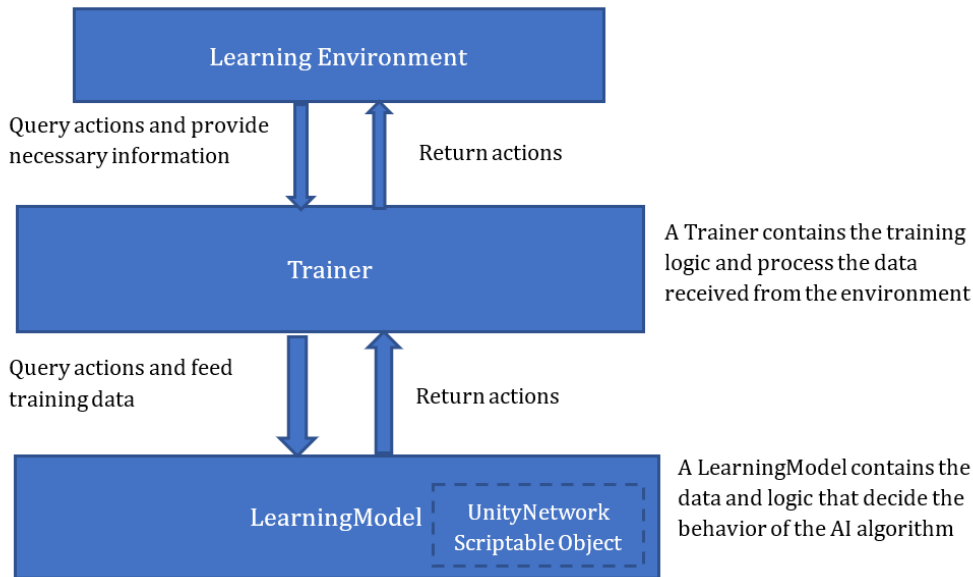 Learning Environment
Query actions and provide
necessary information
Return actions
Trainer
A Trainer contains the training
logic and process the data
received from the environment
Query actions and feed
training data
Return actions
LearningModel
UnityNetwork
Scriptable Object
A LearningModel contains the
data and logic that decide the
behavior of the AI algorithm